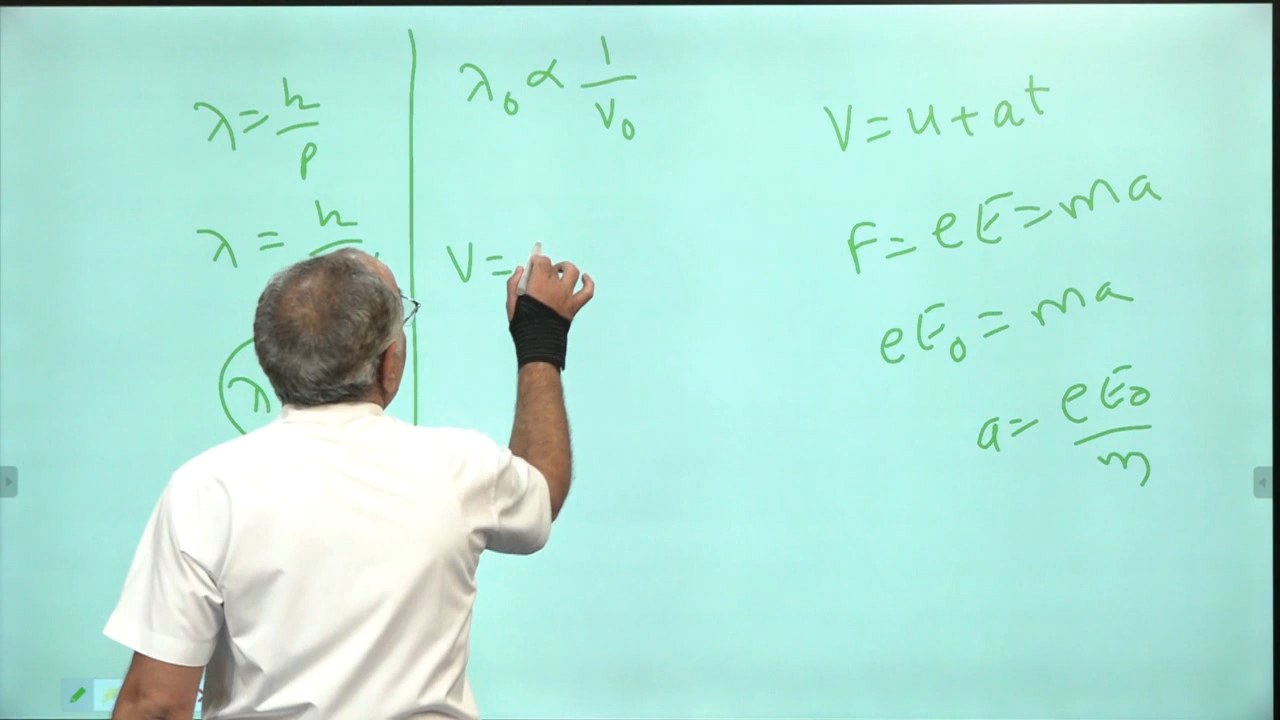 λ = h/p
λ = h
λ
λ₀ ∝ 1/V₀
V =
V = u + at
F = eE = ma
eE₀ = ma
a = eE₀/m